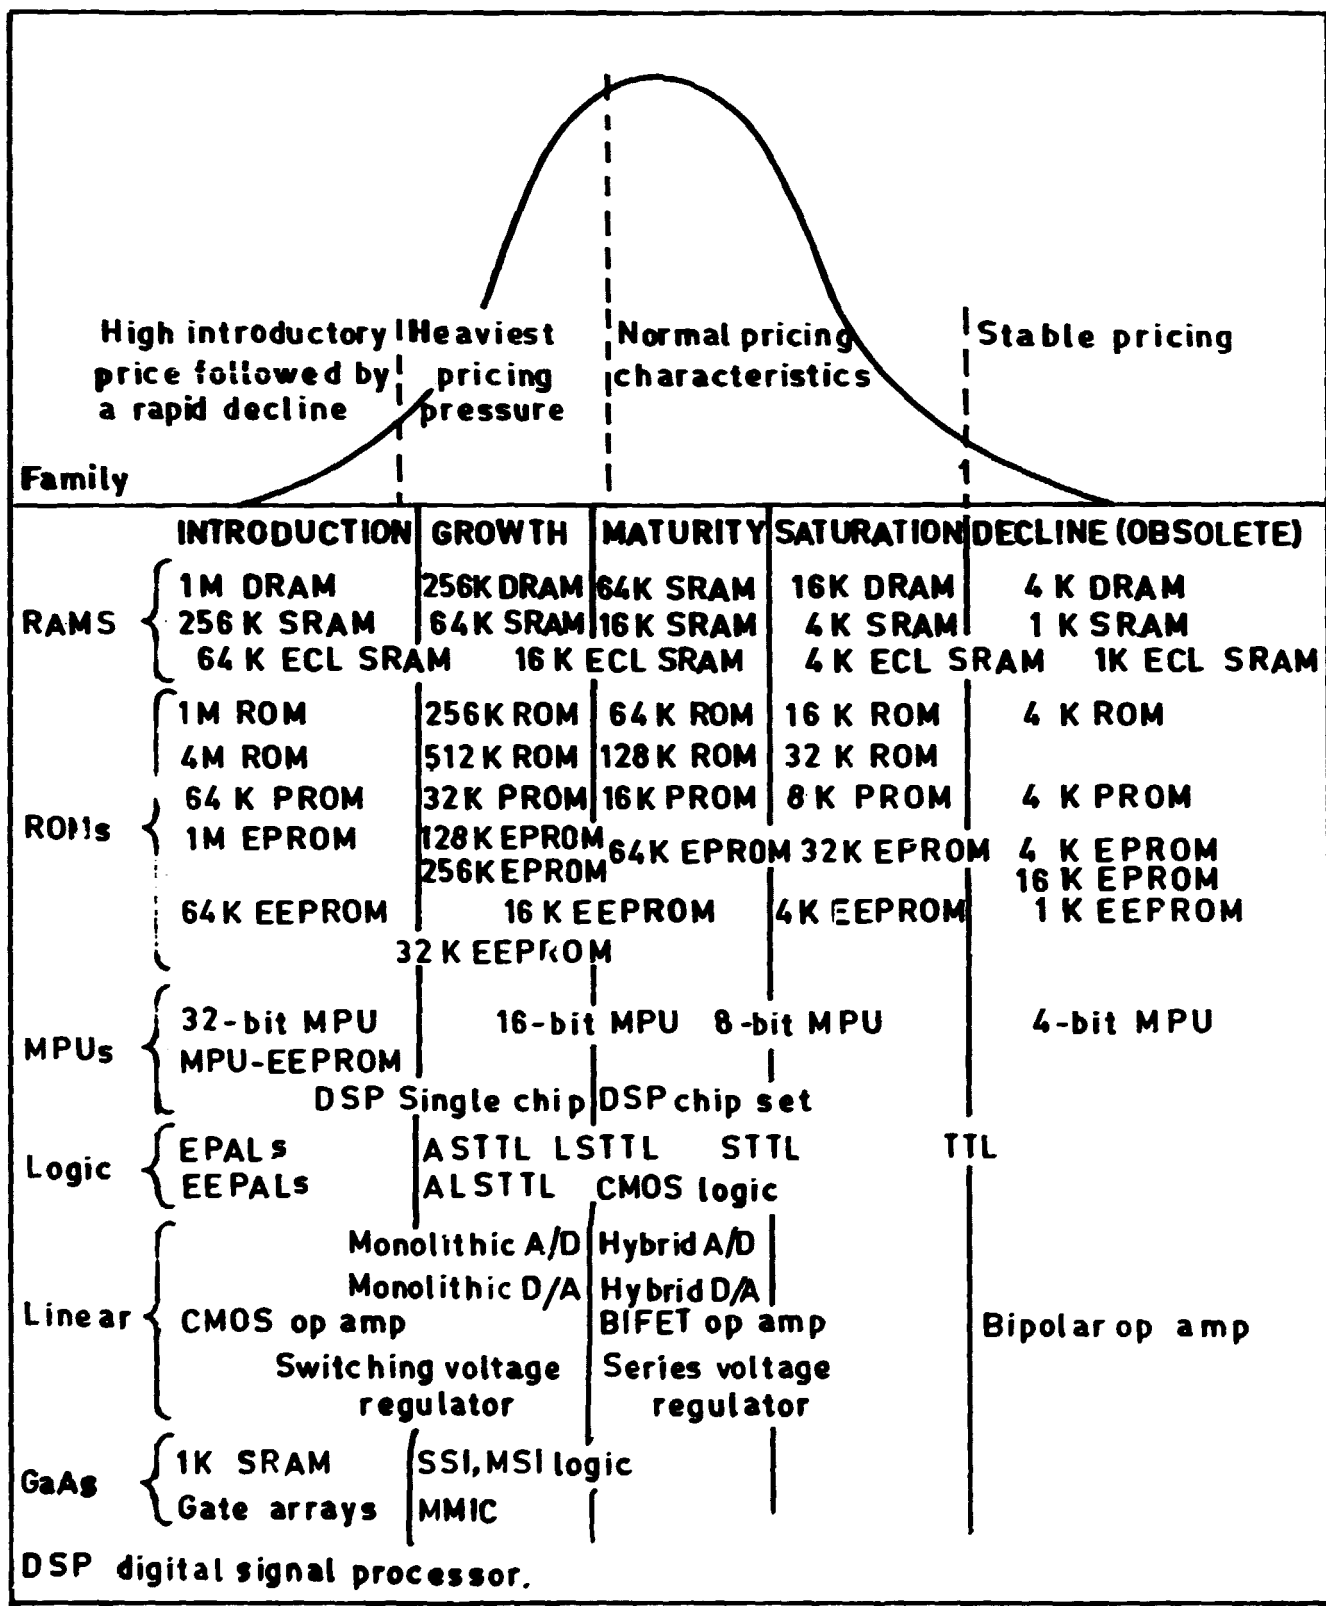 High introductory Heaviest Normal pricing Stable pricing
price followed by pricing characteristics
a rapid decline pressure
Family
INTRODUCTION GROWTH MATURITY SATURATION DECLINE (OBSOLETE)
1M DRAM 256K DRAM 64K SRAM 16K DRAM 4 K DRAM
RAMS 256 K SRAM 64K SRAM 16K SRAM 4K SRAM 1 K SRAM
64 K ECL SRAM 16 K ECL SRAM 4 K ECL SRAM 1K ECL SRAM
1M ROM 256K ROM 64 K ROM 16 K ROM 4 K ROM
4M ROM 512 K ROM 128 K ROM 32 K ROM
64 K PROM 32K PROM 16K PROM 8 K PROM 4 K PROM
ROMs 1M EPROM 128K EPROM 64K EPROM 32K EPROM 4 K EPROM
256K EPROM 16 K EPROM
64 K EEPROM 16 K EEPROM 4K EEPROM 1 K EEPROM
32 K EEPROM
32-bit MPU 16-bit MPU 8-bit MPU 4-bit MPU
MPUs MPU-EEPROM
DSP Single chip DSP chip set
EPALs ASTTL LSTTL STTL TTL
Logic EEPALs ALSTTL CMOS logic
Monolithic A/D Hybrid A/D
Monolithic D/A Hybrid D/A
Linear CMOS op amp BIFET op amp Bipolar op amp
Switching voltage Series voltage
regulator regulator
1K SRAM SSI, MSI logic
GaAs Gate arrays MMIC
DSP digital signal processor.